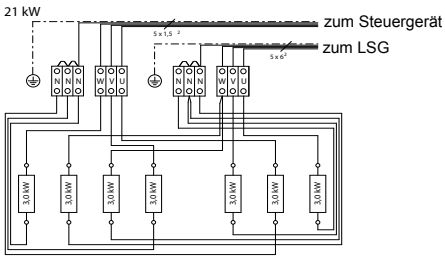 21 kW
zum Steuergerät
5 x 1,5 ²
zum LSG
5 x 6²
N N N W V U N N N W V U
3,0 kW 3,0 kW 3,0 kW 3,0 kW 3,0 kW 3,0 kW 3,0 kW